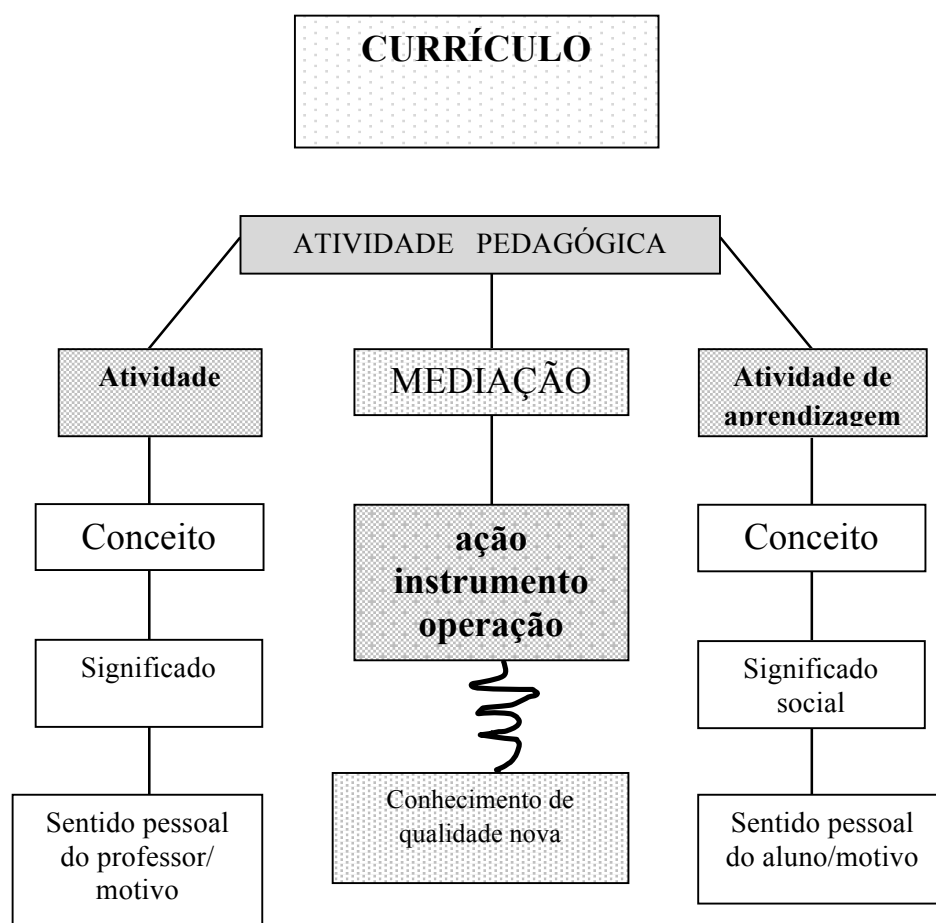 CURRÍCULO
ATIVIDADE PEDAGÓGICA
Atividade
MEDIAÇÃO
Atividade de
aprendizagem
Conceito
ação
instrumento
operação
Conceito
Significado
Significado
social
Sentido pessoal
do professor/
motivo
Conhecimento de
qualidade nova
Sentido pessoal
do aluno/motivo